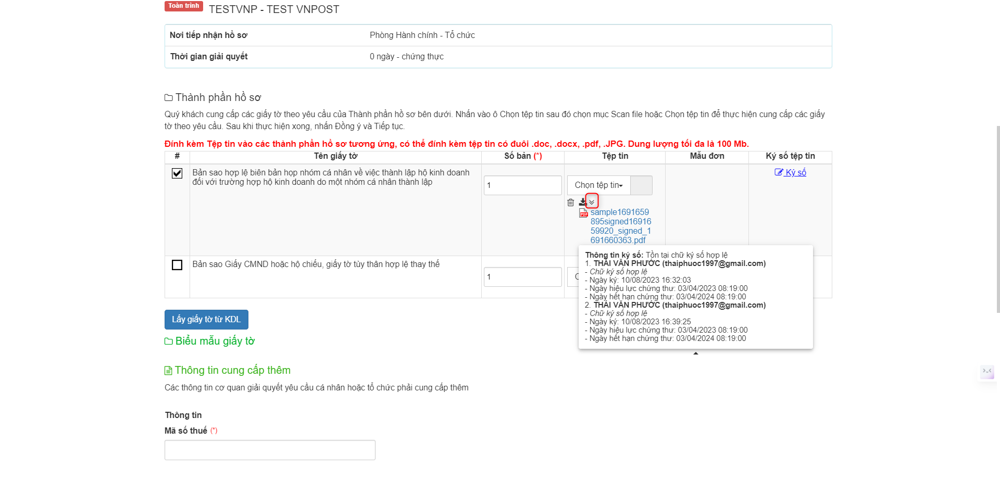 Toàn trình TESTVNP - TEST VNPOST
Nơi tiếp nhận hồ sơ Phòng Hành chính - Tổ chức
Thời gian giải quyết 0 ngày - chứng thực
Thành phần hồ sơ
Quý khách cung cấp các giấy tờ theo yêu cầu của Thành phần hồ sơ bên dưới. Nhấn vào ô Chọn tệp tin sau đó chọn mục Scan file hoặc Chọn tệp tin để thực hiện cung cấp các giấy
tờ theo yêu cầu. Sau khi thực hiện xong, nhấn Đồng ý và Tiếp tục.
Đính kèm Tệp tin vào các thành phần hồ sơ tương ứng, có thể đính kèm tệp tin có đuôi .doc, .docx, .pdf, .JPG. Dung lượng tối đa là 100 Mb.
# Tên giấy tờ Số bản (*) Tệp tin Mẫu đơn Ký số tệp tin
Bản sao hợp lệ biên bản họp nhóm cá nhân về việc thành lập hộ kinh doanh
đối với trường hợp hộ kinh doanh do một nhóm cá nhân thành lập
1
Chọn tệp tin
Ký số
PDF
sample1691659
895signed16916
59920_signed_1
691660363.pdf
Bản sao Giấy CMND hoặc hộ chiếu, giấy tờ tùy thân hợp lệ thay thế
1
C
Thông tin ký số: Tồn tại chữ ký số hợp lệ
1. THÁI VĂN PHƯỚC (thaiphuoc1997@gmail.com)
- Chữ ký số hợp lệ
- Ngày ký: 10/08/2023 16:32:03
- Ngày hiệu lực chứng thư: 03/04/2023 08:19:00
- Ngày hết hạn chứng thư: 03/04/2024 08:19:00
2. THÁI VĂN PHƯỚC (thaiphuoc1997@gmail.com)
- Chữ ký số hợp lệ
- Ngày ký: 10/08/2023 16:39:25
- Ngày hiệu lực chứng thư: 03/04/2023 08:19:00
- Ngày hết hạn chứng thư: 03/04/2024 08:19:00
Lấy giấy tờ từ KDL
Biểu mẫu giấy tờ
Thông tin cung cấp thêm
Các thông tin cơ quan giải quyết yêu cầu cá nhân hoặc tổ chức phải cung cấp thêm
Thông tin
Mã số thuế (*)